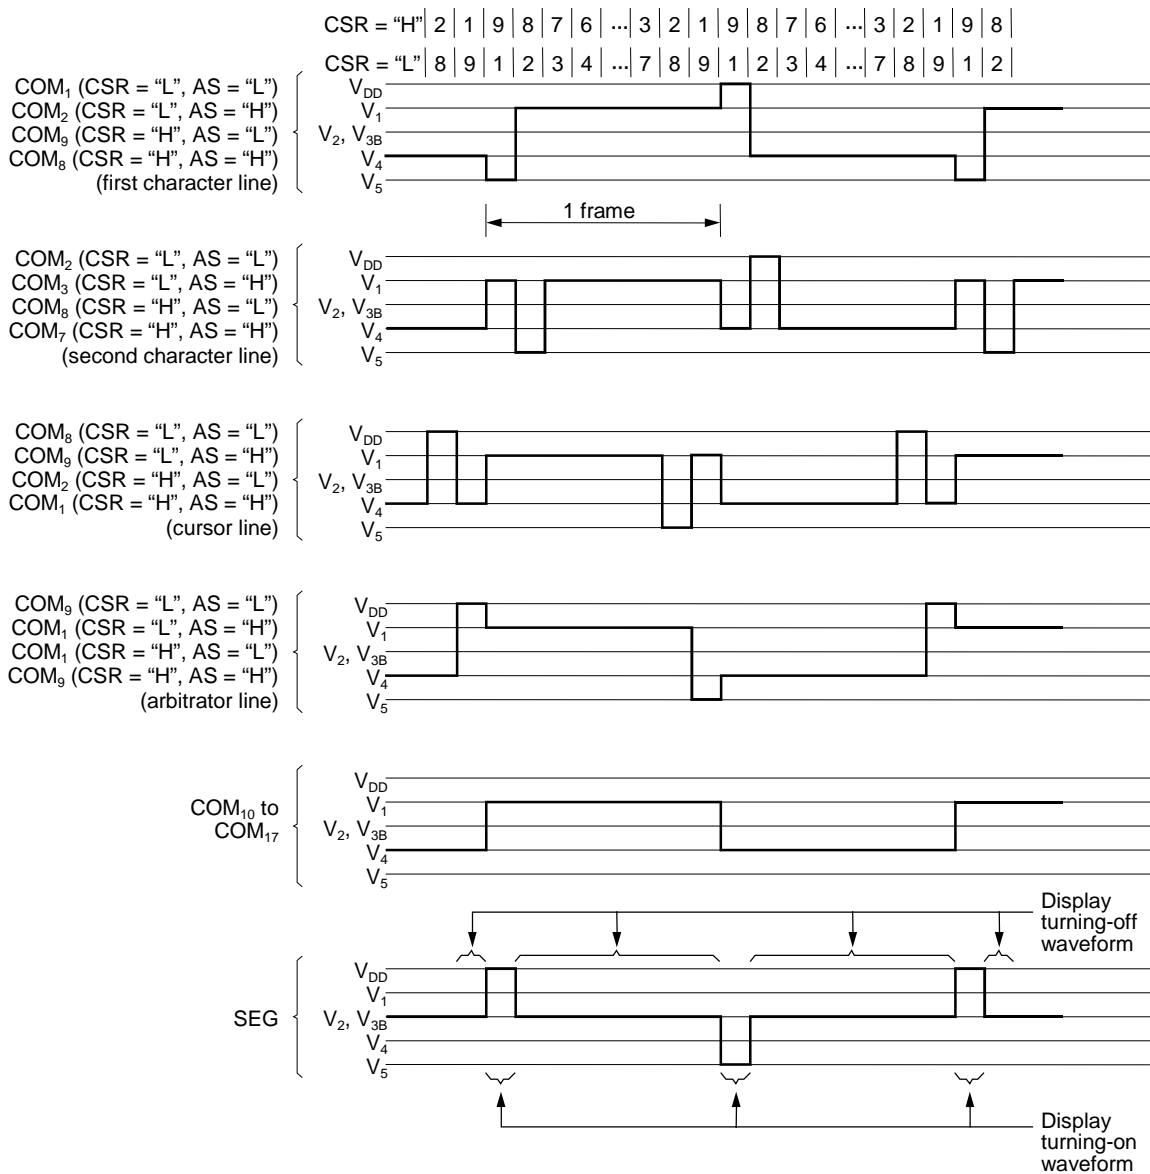 CSR = “H” 2 1 9 8 7 6 ... 3 2 1 9 8 7 6 ... 3 2 1 9 8
CSR = “L” 8 9 1 2 3 4 ... 7 8 9 1 2 3 4 ... 7 8 9 1 2
COM1 (CSR = “L”, AS = “L”)
COM2 (CSR = “L”, AS = “H”)
COM9 (CSR = “H”, AS = “L”)
COM8 (CSR = “H”, AS = “H”)
(first character line)
VDD
V1
V2, V3B
V4
V5
1 frame
COM2 (CSR = “L”, AS = “L”)
COM3 (CSR = “L”, AS = “H”)
COM8 (CSR = “H”, AS = “L”)
COM7 (CSR = “H”, AS = “H”)
(second character line)
VDD
V1
V2, V3B
V4
V5
COM8 (CSR = “L”, AS = “L”)
COM9 (CSR = “L”, AS = “H”)
COM2 (CSR = “H”, AS = “L”)
COM1 (CSR = “H”, AS = “H”)
(cursor line)
VDD
V1
V2, V3B
V4
V5
COM9 (CSR = “L”, AS = “L”)
COM1 (CSR = “L”, AS = “H”)
COM1 (CSR = “H”, AS = “L”)
COM9 (CSR = “H”, AS = “H”)
(arbitrator line)
VDD
V1
V2, V3B
V4
V5
COM10 to
COM17
VDD
V1
V2, V3B
V4
V5
Display
turning-off
waveform
SEG
VDD
V1
V2, V3B
V4
V5
Display
turning-on
waveform